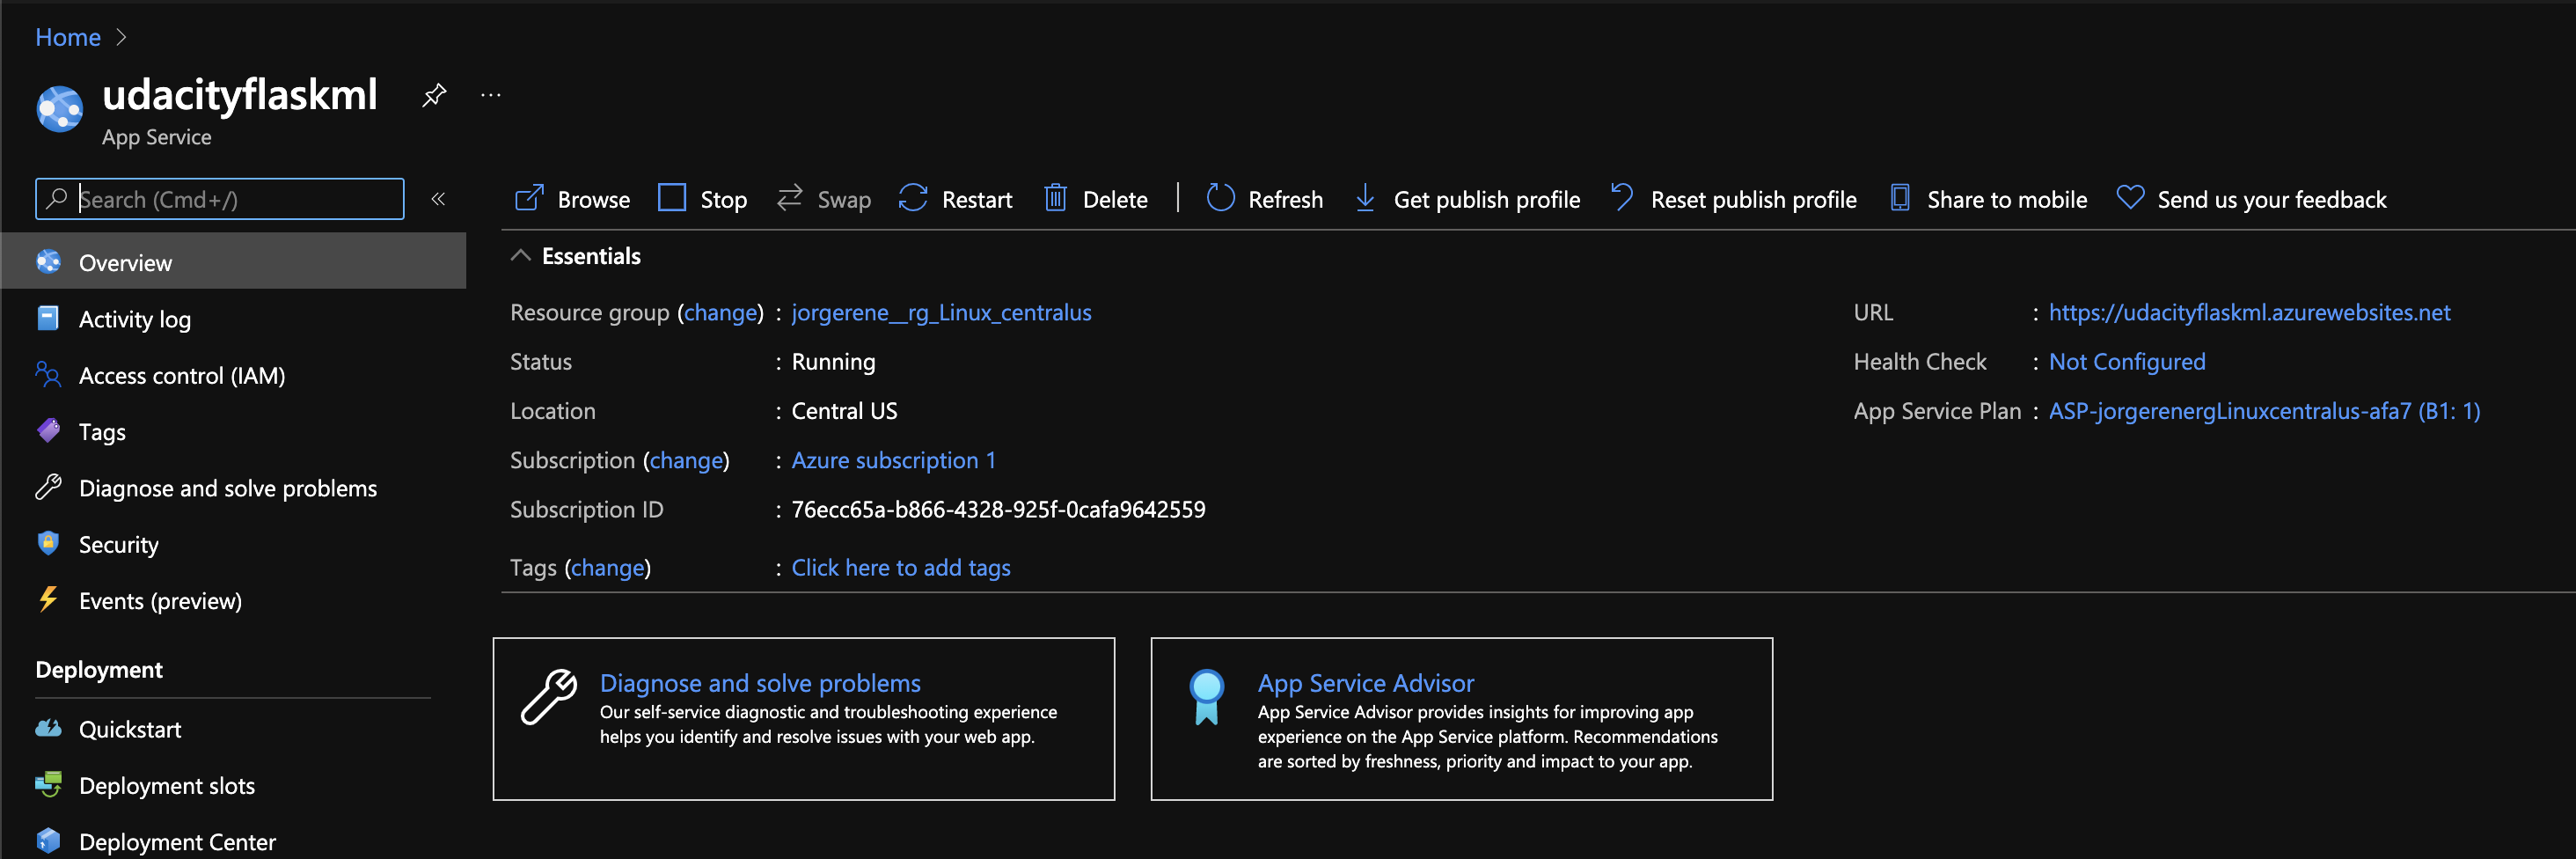 Home
udacityflaskml
...
App Service
Search (Cmd+/)
«
Browse Stop Swap Restart Delete Refresh Get publish profile Reset publish profile Share to mobile Send us your feedback
Overview
Activity log
Access control (IAM)
Tags
Diagnose and solve problems
Security
Events (preview)
Deployment
Quickstart
Deployment slots
Deployment Center
Essentials
Resource group (change) : jorgerene__rg_Linux_centralus
Status : Running
Location : Central US
Subscription (change) : Azure subscription 1
Subscription ID : 76ecc65a-b866-4328-925f-0cafa9642559
Tags (change) : Click here to add tags
URL : https://udacityflaskml.azurewebsites.net
Health Check : Not Configured
App Service Plan : ASP-jorgerenergLinuxcentralus-afa7 (B1: 1)
Diagnose and solve problems
Our self-service diagnostic and troubleshooting experience
helps you identify and resolve issues with your web app.
App Service Advisor
App Service Advisor provides insights for improving app
experience on the App Service platform. Recommendations
are sorted by freshness, priority and impact to your app.